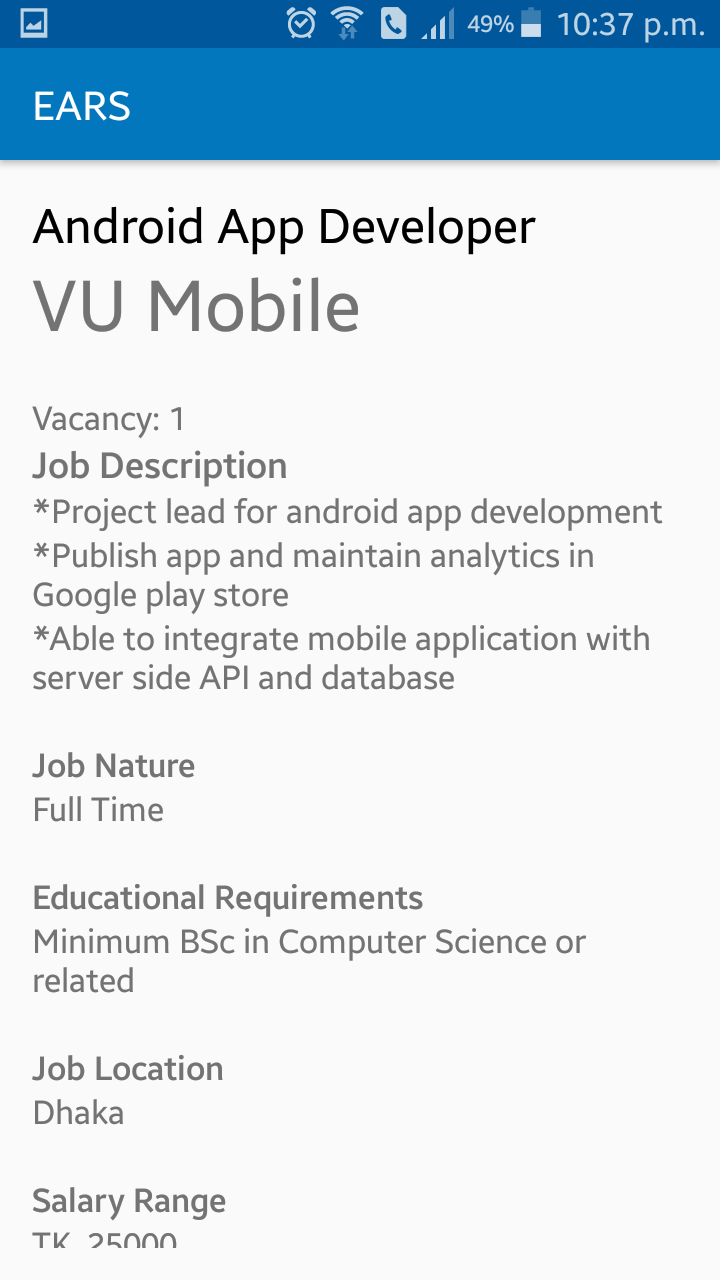 49% 10:37 p.m.
EARS
Android App Developer
VU Mobile
Vacancy: 1
Job Description
*Project lead for android app development
*Publish app and maintain analytics in
Google play store
*Able to integrate mobile application with
server side API and database
Job Nature
Full Time
Educational Requirements
Minimum BSc in Computer Science or
related
Job Location
Dhaka
Salary Range
TK. 25000